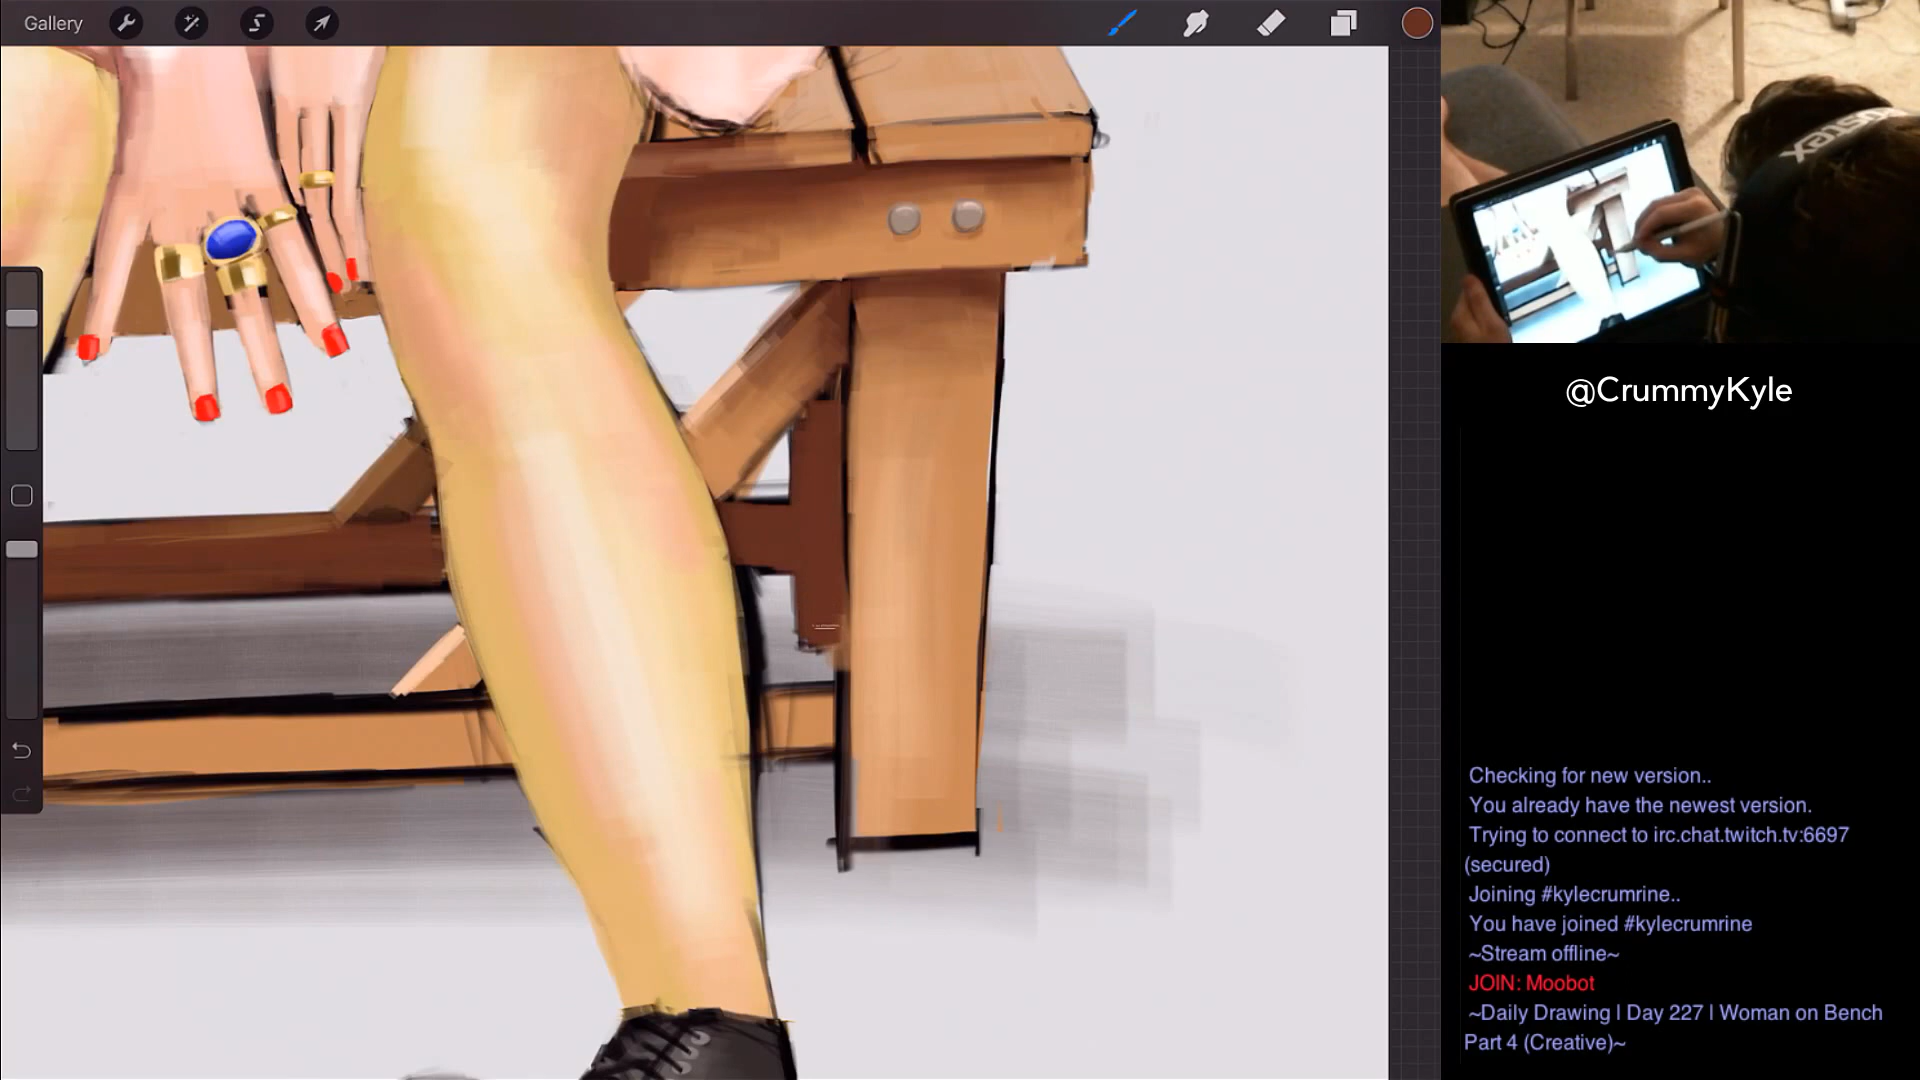 Gallery
@CrummyKyle
Checking for new version..
You already have the newest version.
Trying to connect to irc.chat.twitch.tv:6697
(secured)
Joining #kylecrumrine..
You have joined #kylecrumrine
~Stream offline~
JOIN: Moobot
~Daily Drawing | Day 227 | Woman on Bench
Part 4 (Creative)~